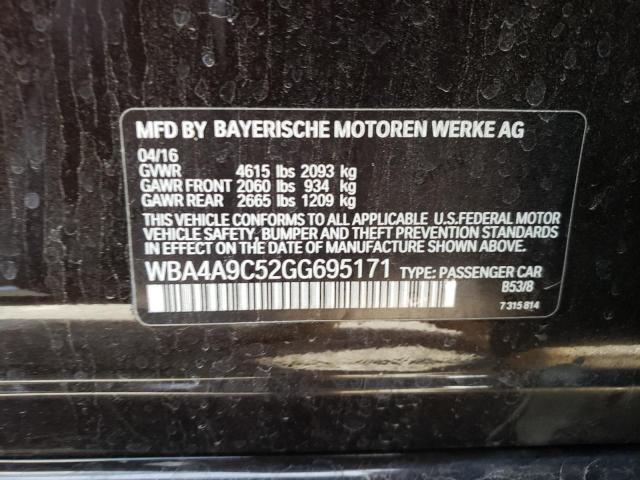 MFD BY BAYERISCHE MOTOREN WERKE AG
04/16
GVWR 4615 lbs 2093 kg
GAWR FRONT 2060 lbs 934 kg
GAWR REAR 2665 lbs 1209 kg
THIS VEHICLE CONFORMS TO ALL APPLICABLE U.S.FEDERAL MOTOR
VEHICLE SAFETY, BUMPER AND THEFT PREVENTION STANDARDS
IN EFFECT ON THE DATE OF MANUFACTURE SHOWN ABOVE.
WBA4A9C52GG695171 TYPE: PASSENGER CAR
B53/8
7 315 814